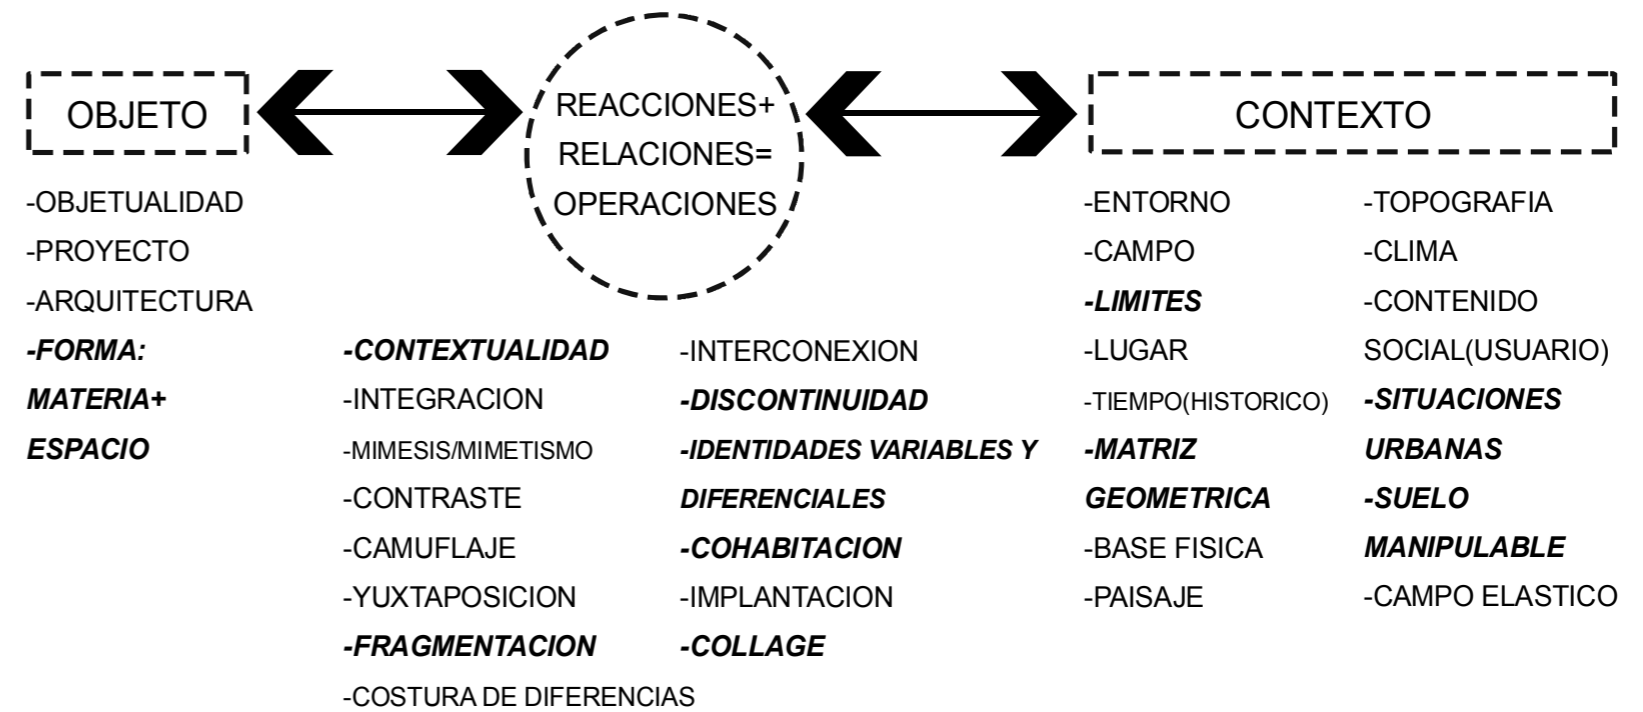 OBJETO
-OBJETUALIDAD
-PROYECTO
-ARQUITECTURA
-FORMA:
MATERIA+
ESPACIO
REACCIONES+
RELACIONES=
OPERACIONES
-CONTEXTUALIDAD
-INTEGRACION
-MIMESIS/MIMETISMO
-CONTRASTE
-CAMUFLAJE
-YUXTAPOSICION
-FRAGMENTACION
-COSTURA DE DIFERENCIAS
-INTERCONEXION
-DISCONTINUIDAD
-IDENTIDADES VARIABLES Y
DIFERENCIALES
-COHABITACION
-IMPLANTACION
-COLLAGE
CONTEXTO
-ENTORNO
-CAMPO
-LIMITES
-LUGAR
-TIEMPO(HISTORICO)
-MATRIZ
GEOMETRICA
-BASE FISICA
-PAISAJE
-TOPOGRAFIA
-CLIMA
-CONTENIDO
SOCIAL(USUARIO)
-SITUACIONES
URBANAS
-SUELO
MANIPULABLE
-CAMPO ELASTICO